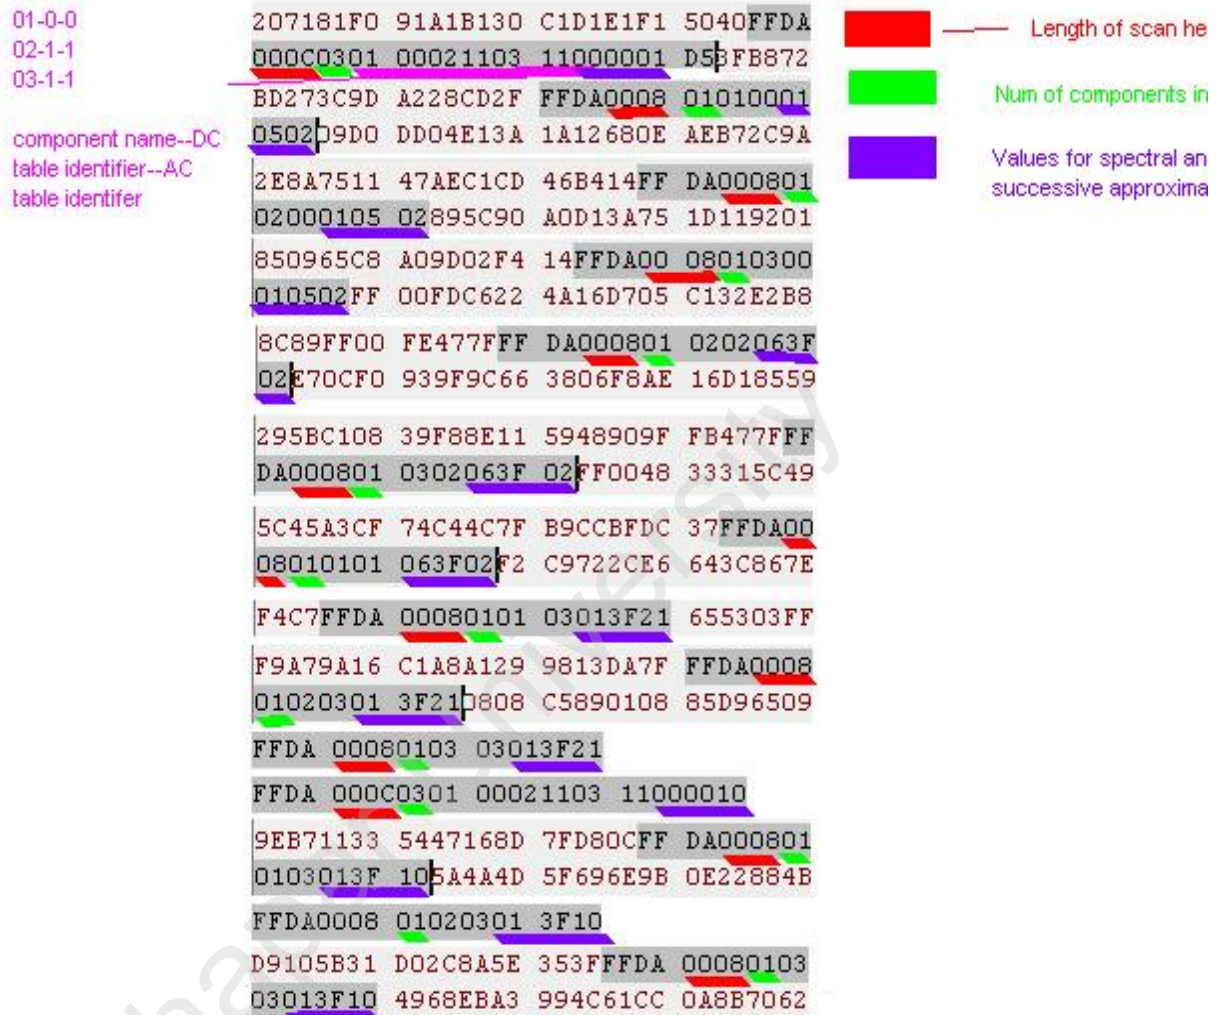 01-0-0
02-1-1
03-1-1
component name--DC
table identifier--AC
table identifer
207181F0 91A1B130 C1D1E1F1 5040FFDA
000C0301 00021103 11000001 D5BFB872
BD273C9D A228CD2F FFDA0008 01010001
050209D0 DD04E13A 1A12680E AEB72C9A
2E8A7511 47AEC1CD 46B414FF DA000801
02000105 02895C90 A0D13A75 1D119201
850965C8 A09D02F4 14FFDA00 08010300
010502FF 00FDC622 4A16D705 C132E2B8
8C89FF00 FE477FFF DA000801 0202063F
02E70CF0 939F9C66 3806F8AE 16D18559
295BC108 39F88E11 5948909F FB477FFF
DA000801 0302063F 02FF0048 33315C49
5C45A3CF 74C44C7F B9CCBFDC 37FFDA00
08010101 063F02F2 C9722CE6 643C867E
F4C7FFDA 00080101 03013F21 655303FF
F9A79A16 C1A8A129 9813DA7F FFDA0008
01020301 3F210808 C5890108 85D96509
FFDA 00080103 03013F21
FFDA 000C0301 00021103 11000010
9EB71133 5447168D 7FD80CFF DA000801
0103013F 105A4A4D 5F696E9B 0E22884B
FFDA0008 01020301 3F10
D9105B31 D02C8A5E 353FFFDA 00080103
03013F10 4968EBA3 994C61CC 0A8B7062
Length of scan he
Num of components in
Values for spectral an
successive approxima
University